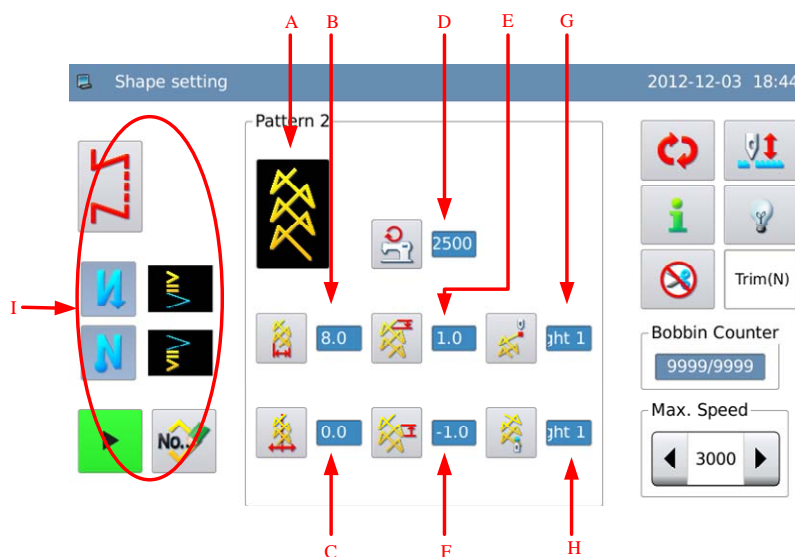 A B D E G
Shape setting 2012-12-03 18:44
Pattern 2
2500
Trim(N)
I
8.0 1.0 ght 1
Bobbin Counter
9999/9999
Max. Speed
No.
0.0 -1.0 ght 1
3000
C F H